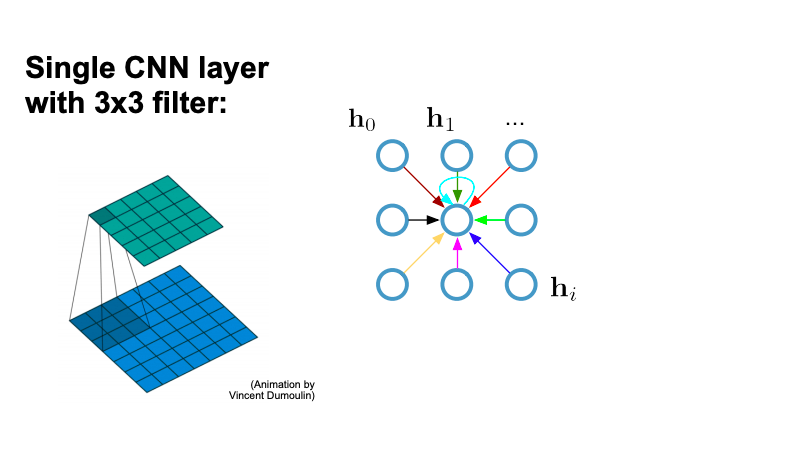 Single CNN layer
with 3x3 filter:
h0 h1 ...
hi
(Animation by
Vincent Dumoulin)